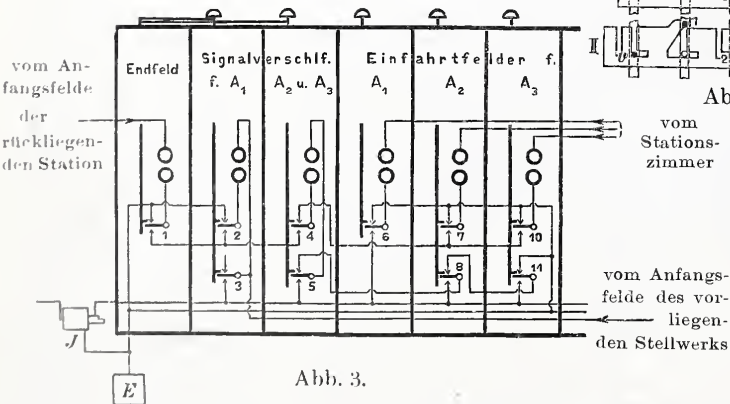 II
v
2
Ab
Endfeld
Signalverschlf.
f. A1
A2 u. A3
Einfahrtfelder f.
A1
A2
A3
vom An-
fangsfelde
der
rückliegen-
den Station
vom
Stations-
zimmer
1
2
4
6
7
10
3
5
8
11
vom Anfangs-
felde des vor-
liegen-
den Stellwerks
J
E
Abb. 3.